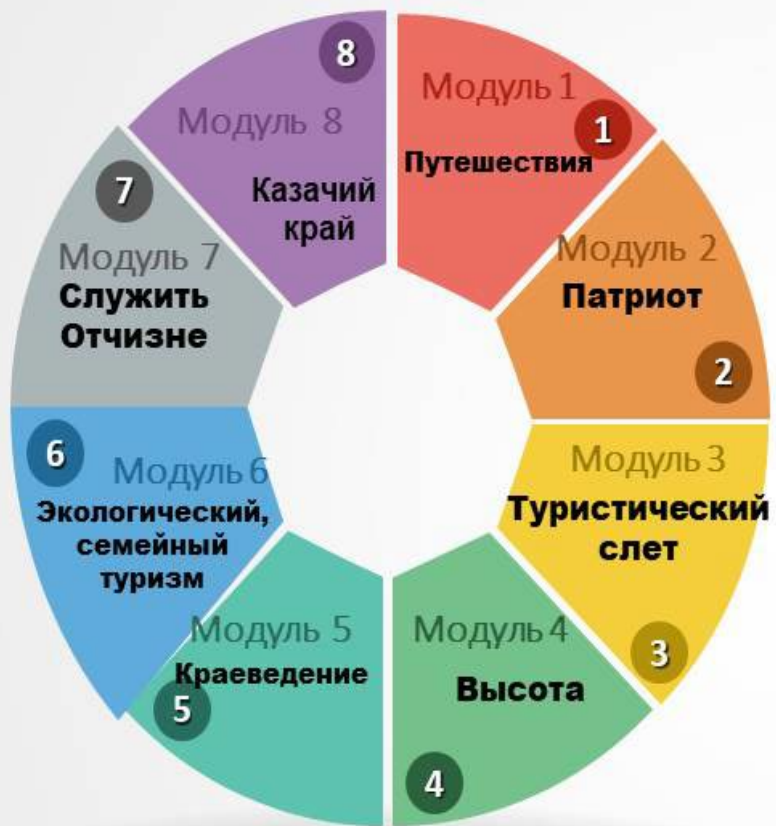 Модуль 1
1
Путешествия
Модуль 2
Патриот
2
Модуль 3
Туристический
слет
3
Модуль 4
Высота
4
Модуль 5
Краеведение
5
6
Модуль 6
Экологический,
семейный
туризм
7
Модуль 7
Служить
Отчизне
8
Модуль 8
Казачий
край